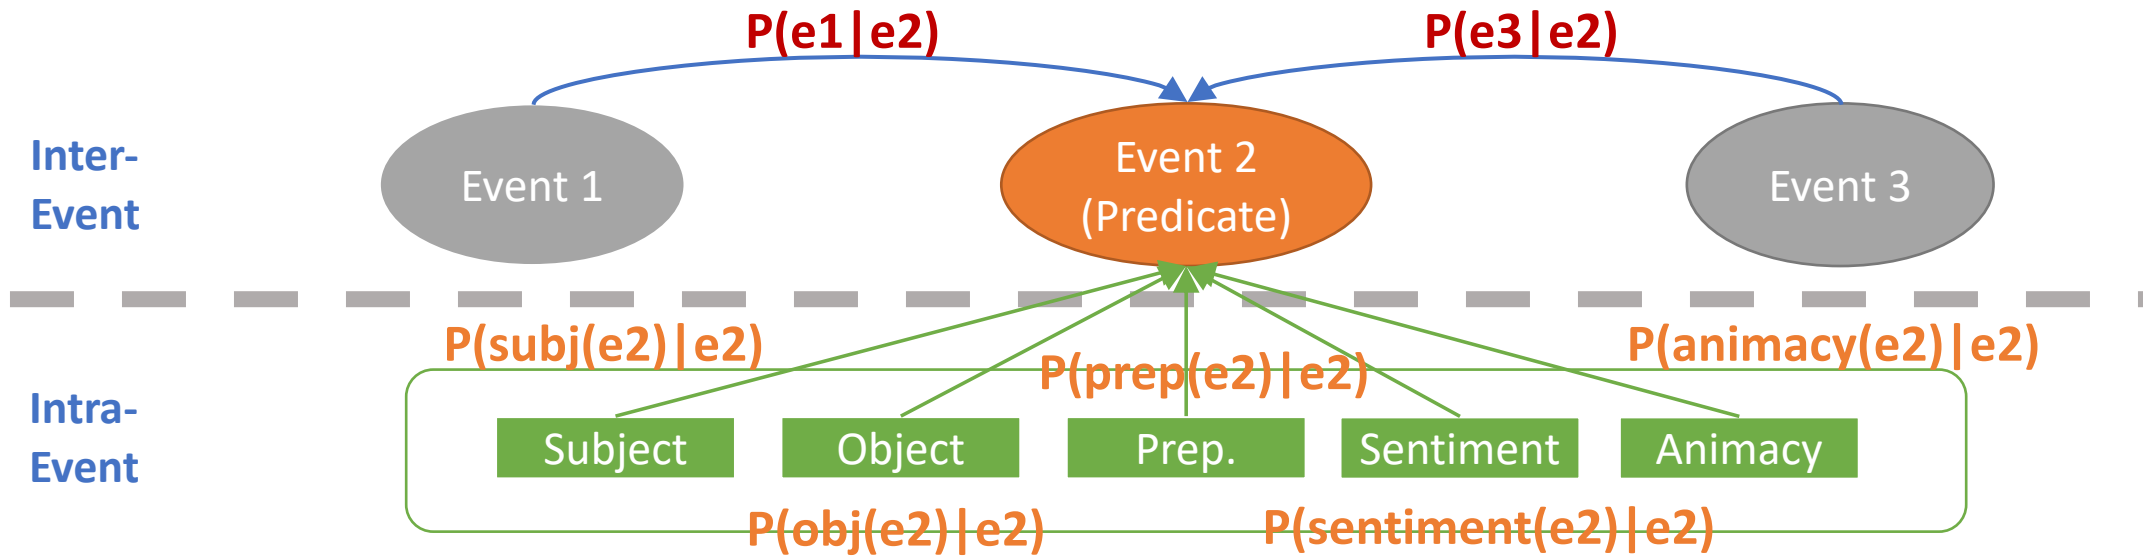 P(e1|e2)
P(e3|e2)
Inter-
Event
Event 1
Event 2
(Predicate)
Event 3
P(subj(e2)|e2)
P(prep(e2)|e2)
P(animacy(e2)|e2)
Intra-
Event
Subject
Object
Prep.
Sentiment
Animacy
P(obj(e2)|e2)
P(sentiment(e2)|e2)